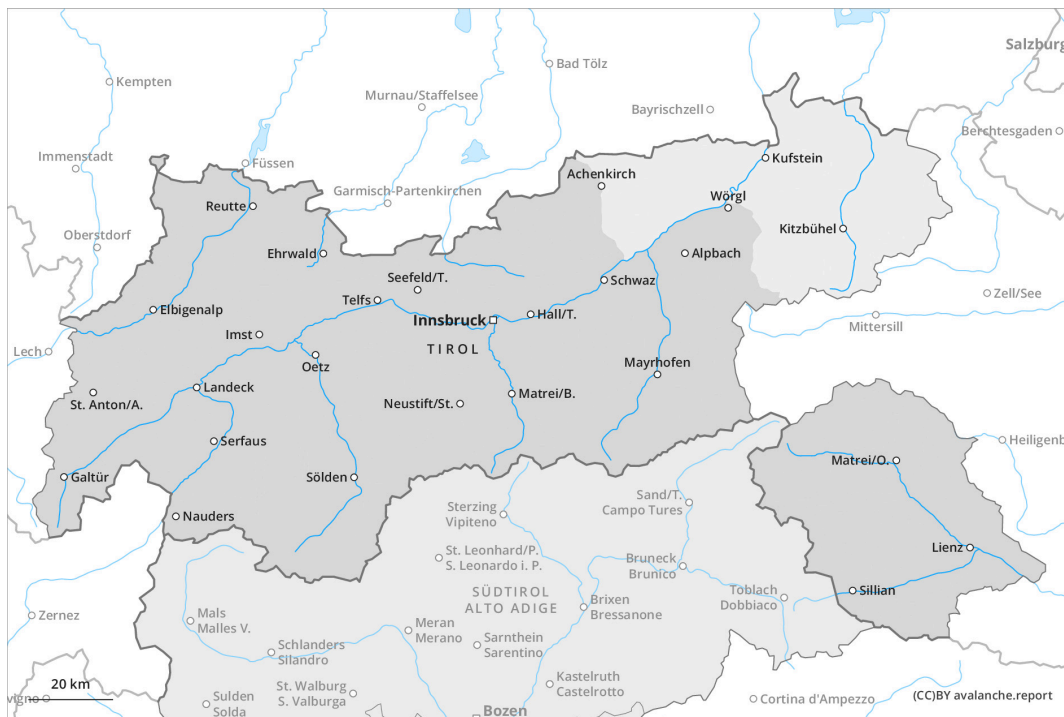 Salzburg
Kempten
Bad Tölz
Murnau/Staffelsee
Bayrischzell
Berchtesgaden
Immenstadt
Füssen
Kufstein
Achenkirch
Garmisch-Partenkirchen
Reutte
Wörgl
Oberstdorf
Kitzbühel
Ehrwald
Alpbach
Seefeld/T.
Schwaz
Zell/See
Telfs
Elbigenalp
Hall/T.
Innsbruck
Mittersill
Imst
TIROL
Lech
Oetz
Mayrhofen
Landeck
Matrei/B.
St. Anton/A.
Neustift/St.
Serfaus
Heiligenb
Matrei/O.
Galtür
Sölden
Sand/T.
Campo Tures
Sterzing
Vipiteno
Nauders
Lienz
St. Leonhard/P.
S. Leonardo i. P.
Bruneck
Brunico
Sillian
SÜDTIROL
ALTO ADIGE
Toblach
Dobbiaco
Brixen
Bressanone
Zernez
Mals
Malles V.
Meran
Merano
Sarnthein
Sarentino
Schlanders
Silandro
Kastelruth
Castelrotto
20 km
St. Walburg
S. Valburga
vigno
Sulden
Solda
Cortina d'Ampezzo
(CC)BY avalanche.report
Bozen